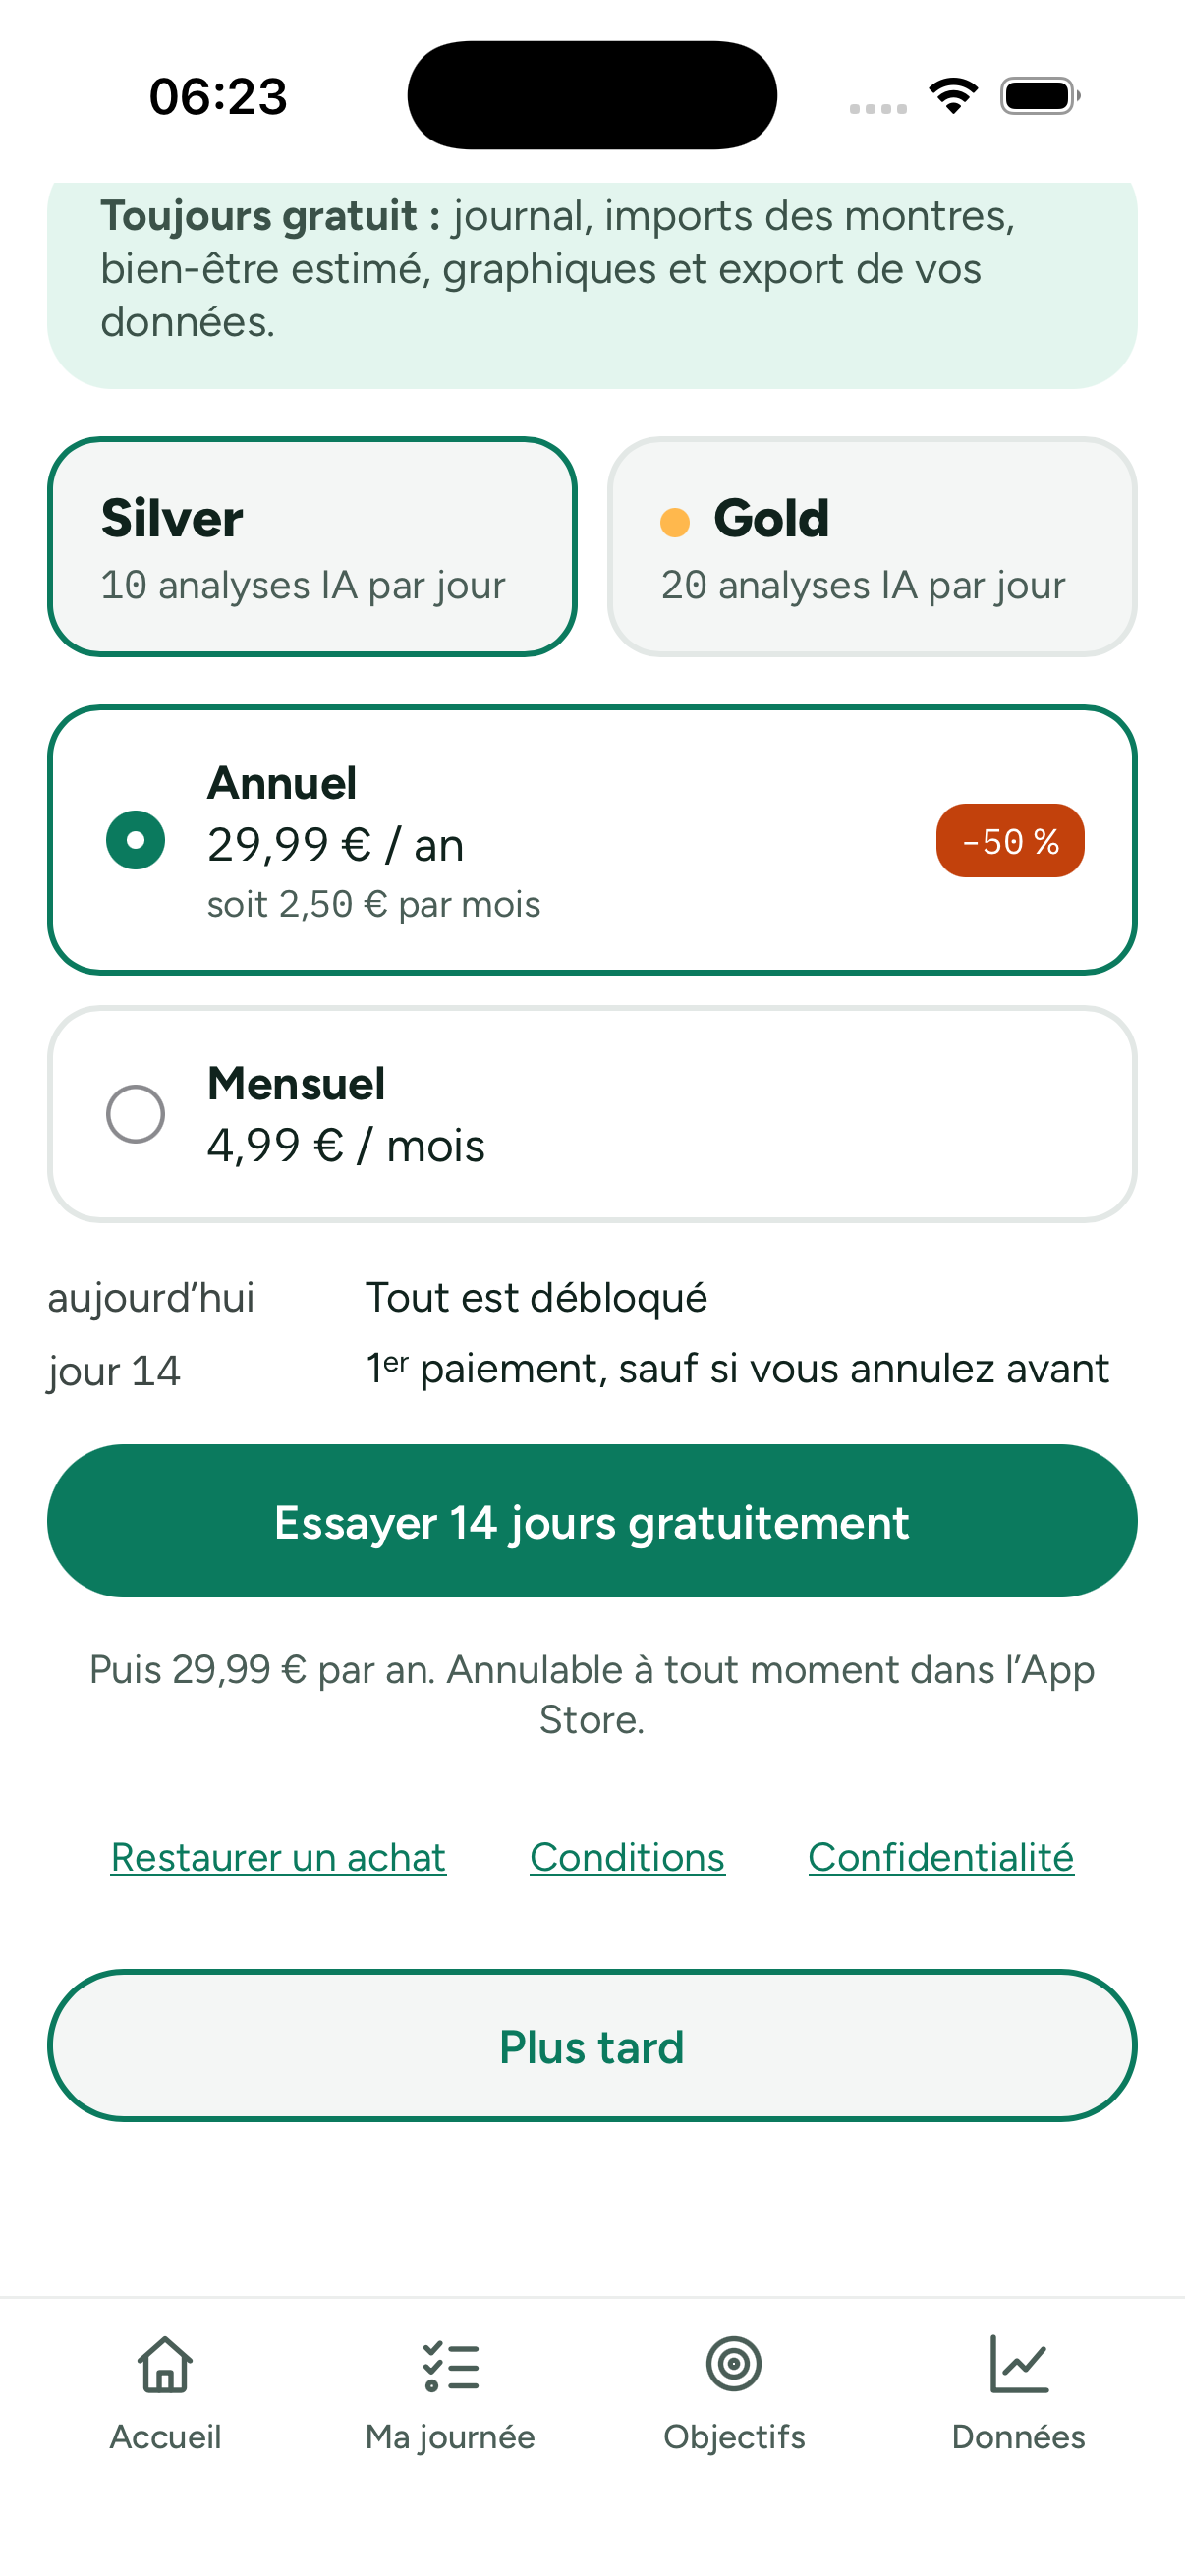 06:23
Toujours gratuit : journal, imports des montres,
bien-être estimé, graphiques et export de vos
données.
Silver
10 analyses IA par jour
Gold
20 analyses IA par jour
Annuel
29,99 € / an
soit 2,50 € par mois
-50 %
Mensuel
4,99 € / mois
aujourd’hui Tout est débloqué
jour 14 1er paiement, sauf si vous annulez avant
Essayer 14 jours gratuitement
Puis 29,99 € par an. Annulable à tout moment dans l’App
Store.
Restaurer un achat Conditions Confidentialité
Plus tard
Accueil Ma journée Objectifs Données